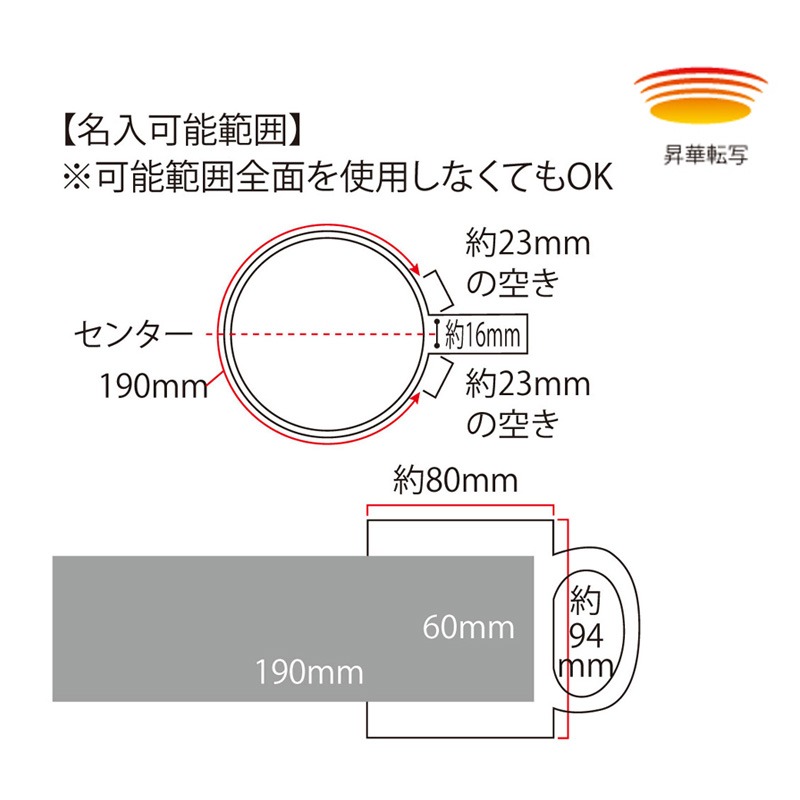 昇華転写
【名入可能範囲】
※可能範囲全面を使用しなくてもOK
約23mm
の空き
センター
約16mm
190mm
約23mm
の空き
約80mm
約
94
mm
60mm
190mm